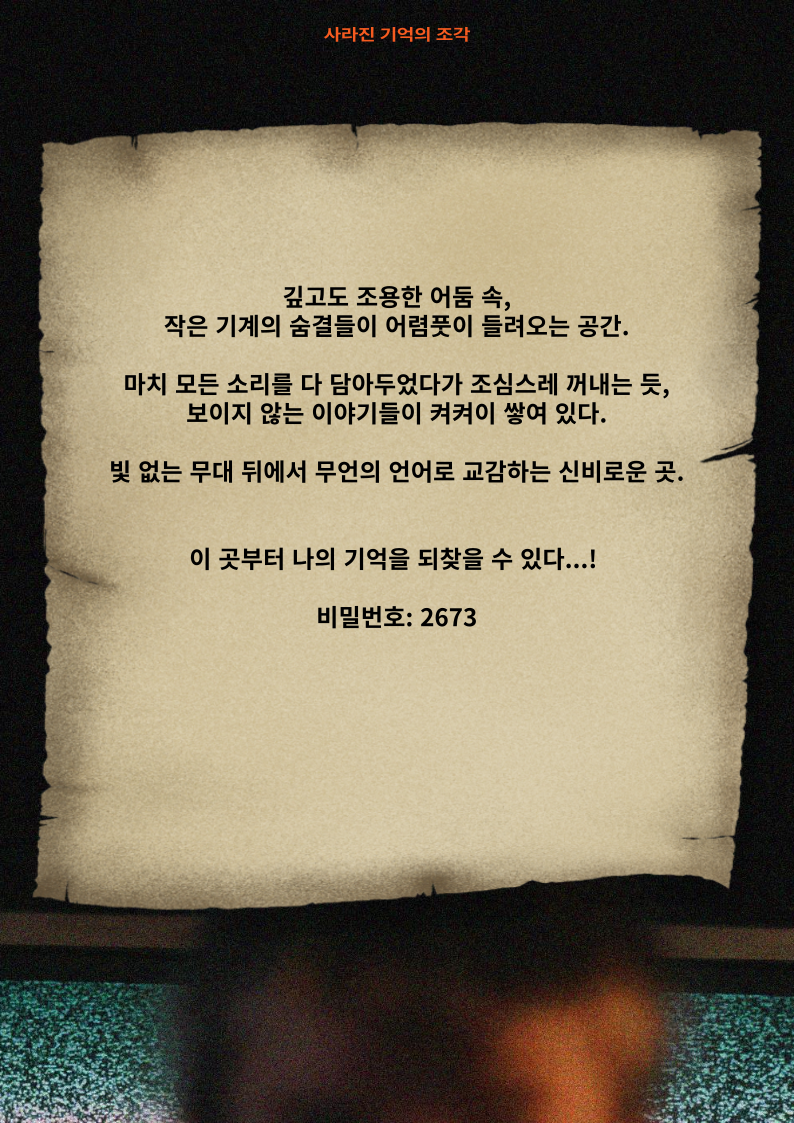 사라진 기억의 조각
깊고도 조용한 어둠 속,
작은 기계의 숨결들이 어렴풋이 들려오는 공간.
마치 모든 소리를 다 담아두었다가 조심스레 꺼내는 듯,
보이지 않는 이야기들이 켜켜이 쌓여 있다.
빛 없는 무대 뒤에서 무언의 언어로 교감하는 신비로운 곳.
이 곳부터 나의 기억을 되찾을 수 있다...!
비밀번호: 2673